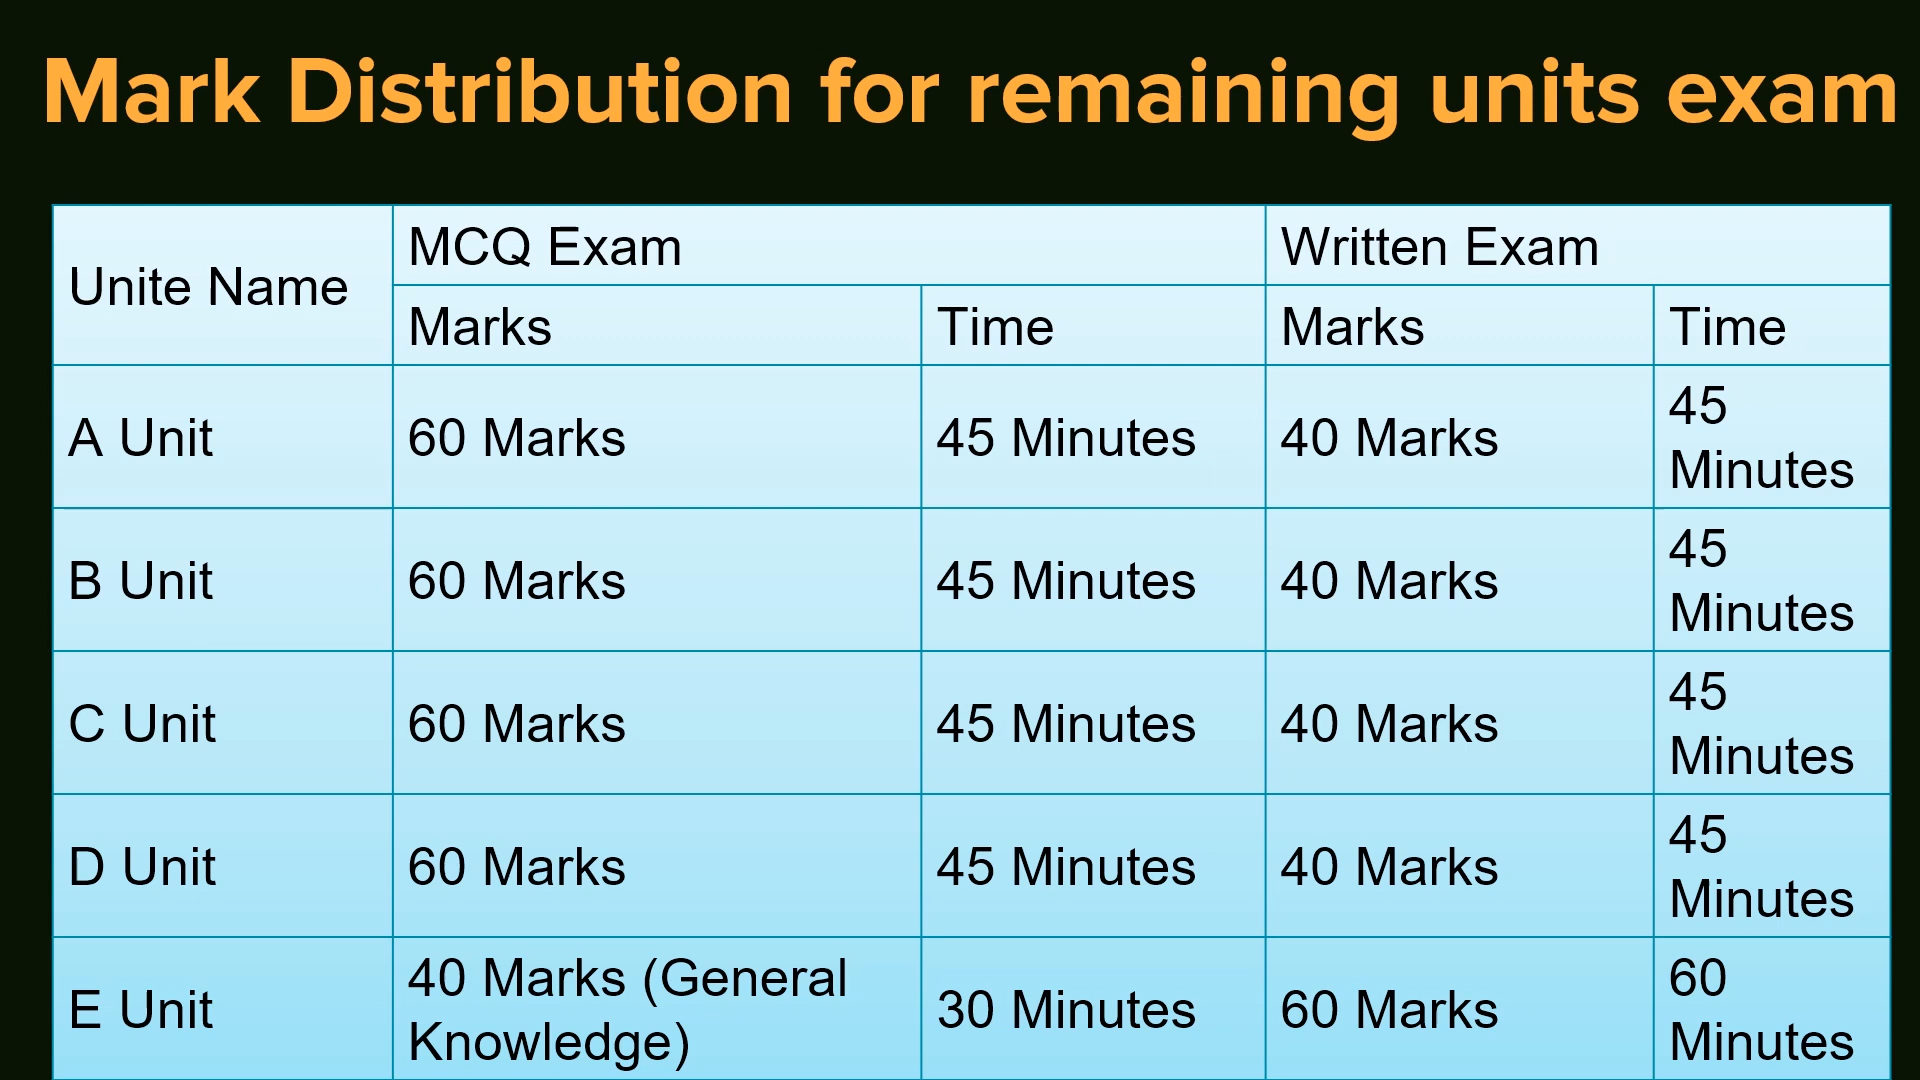 Mark Distribution for remaining units exam
Unite Name
MCQ Exam
Written Exam
Marks
Time
Marks
Time
A Unit
60 Marks
45 Minutes
40 Marks
45
Minutes
B Unit
60 Marks
45 Minutes
40 Marks
45
Minutes
C Unit
60 Marks
45 Minutes
40 Marks
45
Minutes
D Unit
60 Marks
45 Minutes
40 Marks
45
Minutes
E Unit
40 Marks (General
Knowledge)
30 Minutes
60 Marks
60
Minutes